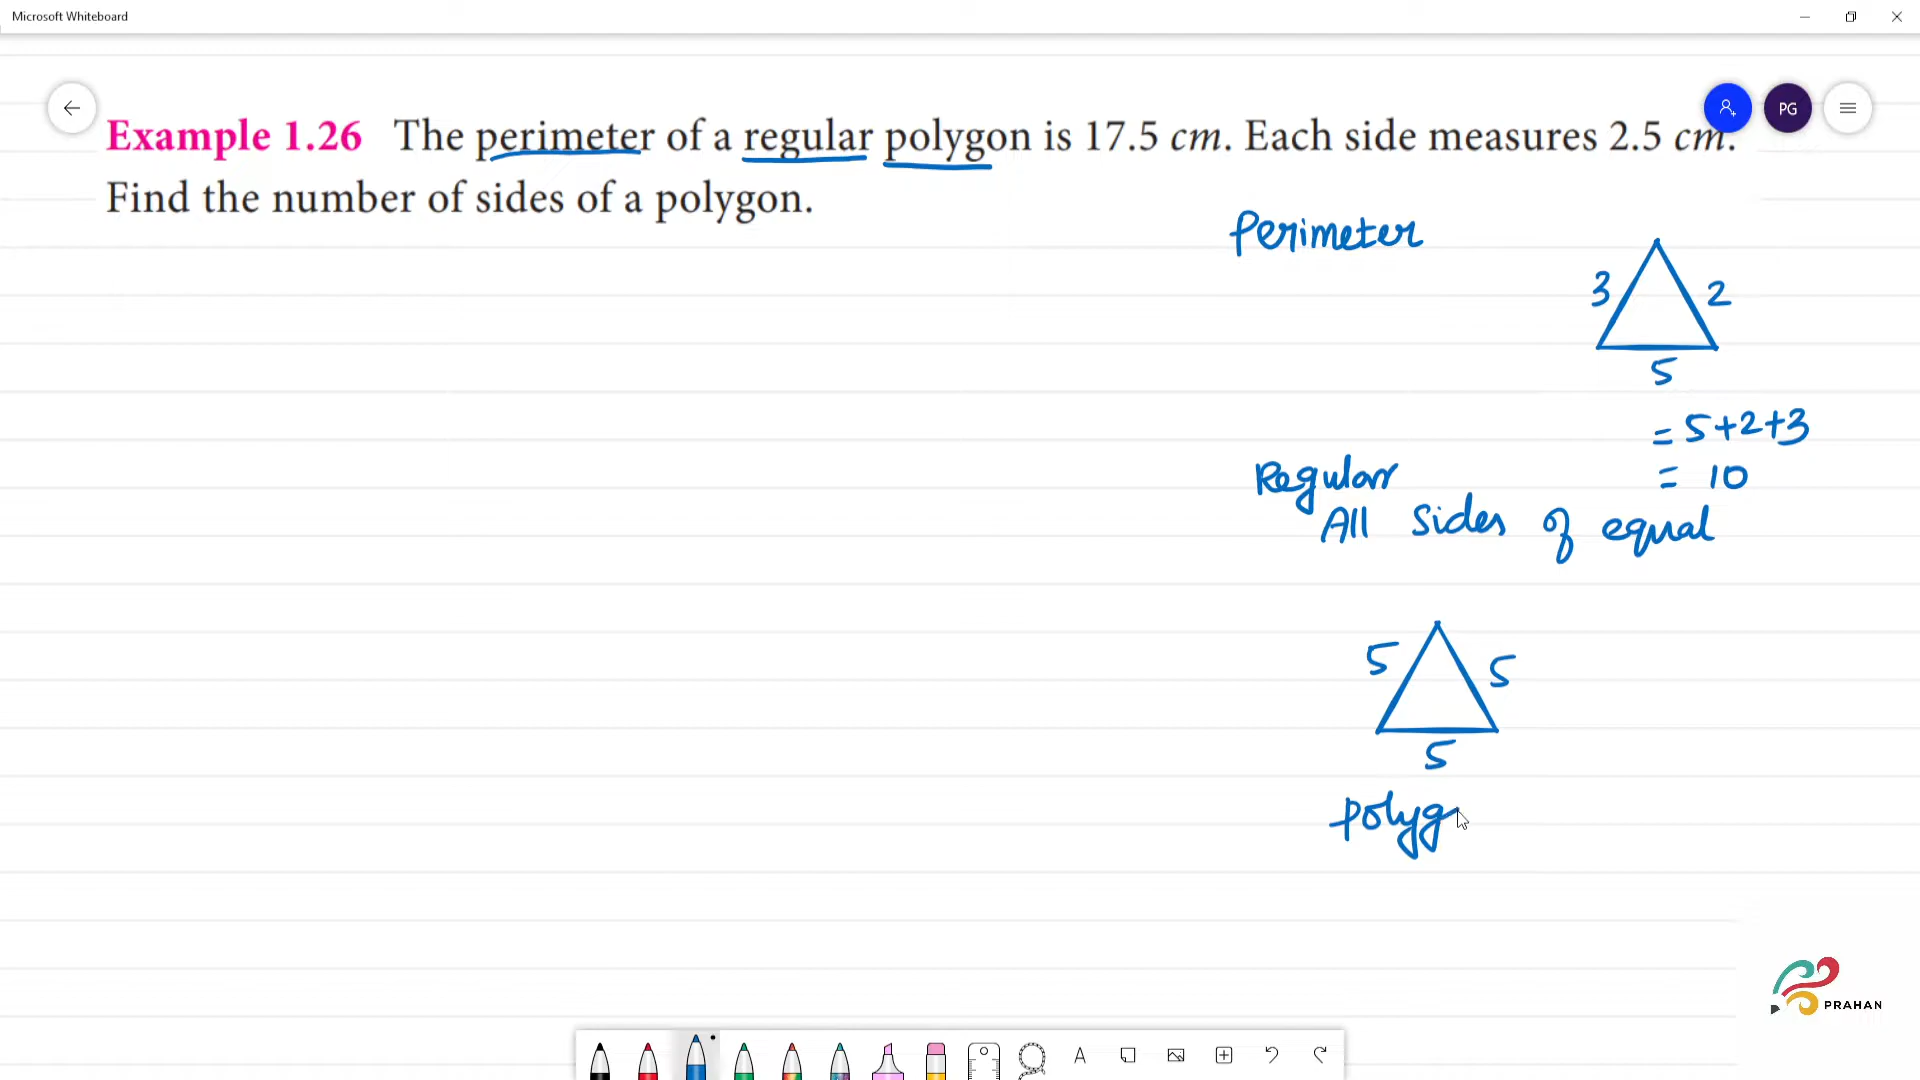 Microsoft Whiteboard
PG
Example 1.26 The perimeter of a regular polygon is 17.5 cm. Each side measures 2.5 cm.
Find the number of sides of a polygon.
Perimeter
3
2
5
= 5+2+3
= 10
Regular
All Sides of equal
5
5
5
polyg
A
PRAHAN